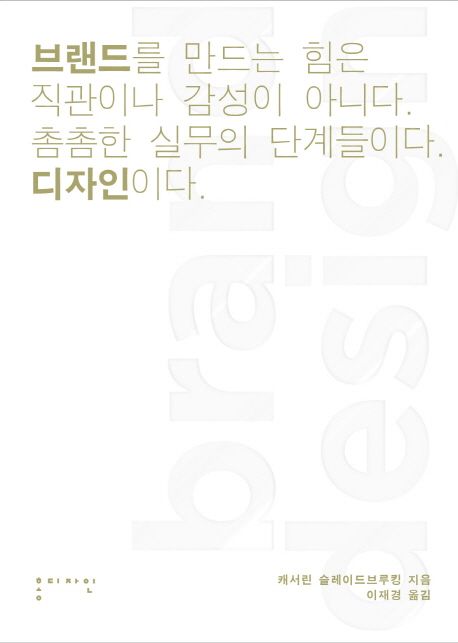 브랜드를 만드는 힘은
직관이나 감성이 아니다.
촘촘한 실무의 단계들이다.
디자인이다.
brand
design
홍디자인
캐서린 슬레이드브루킹 지음
이재경 옮김